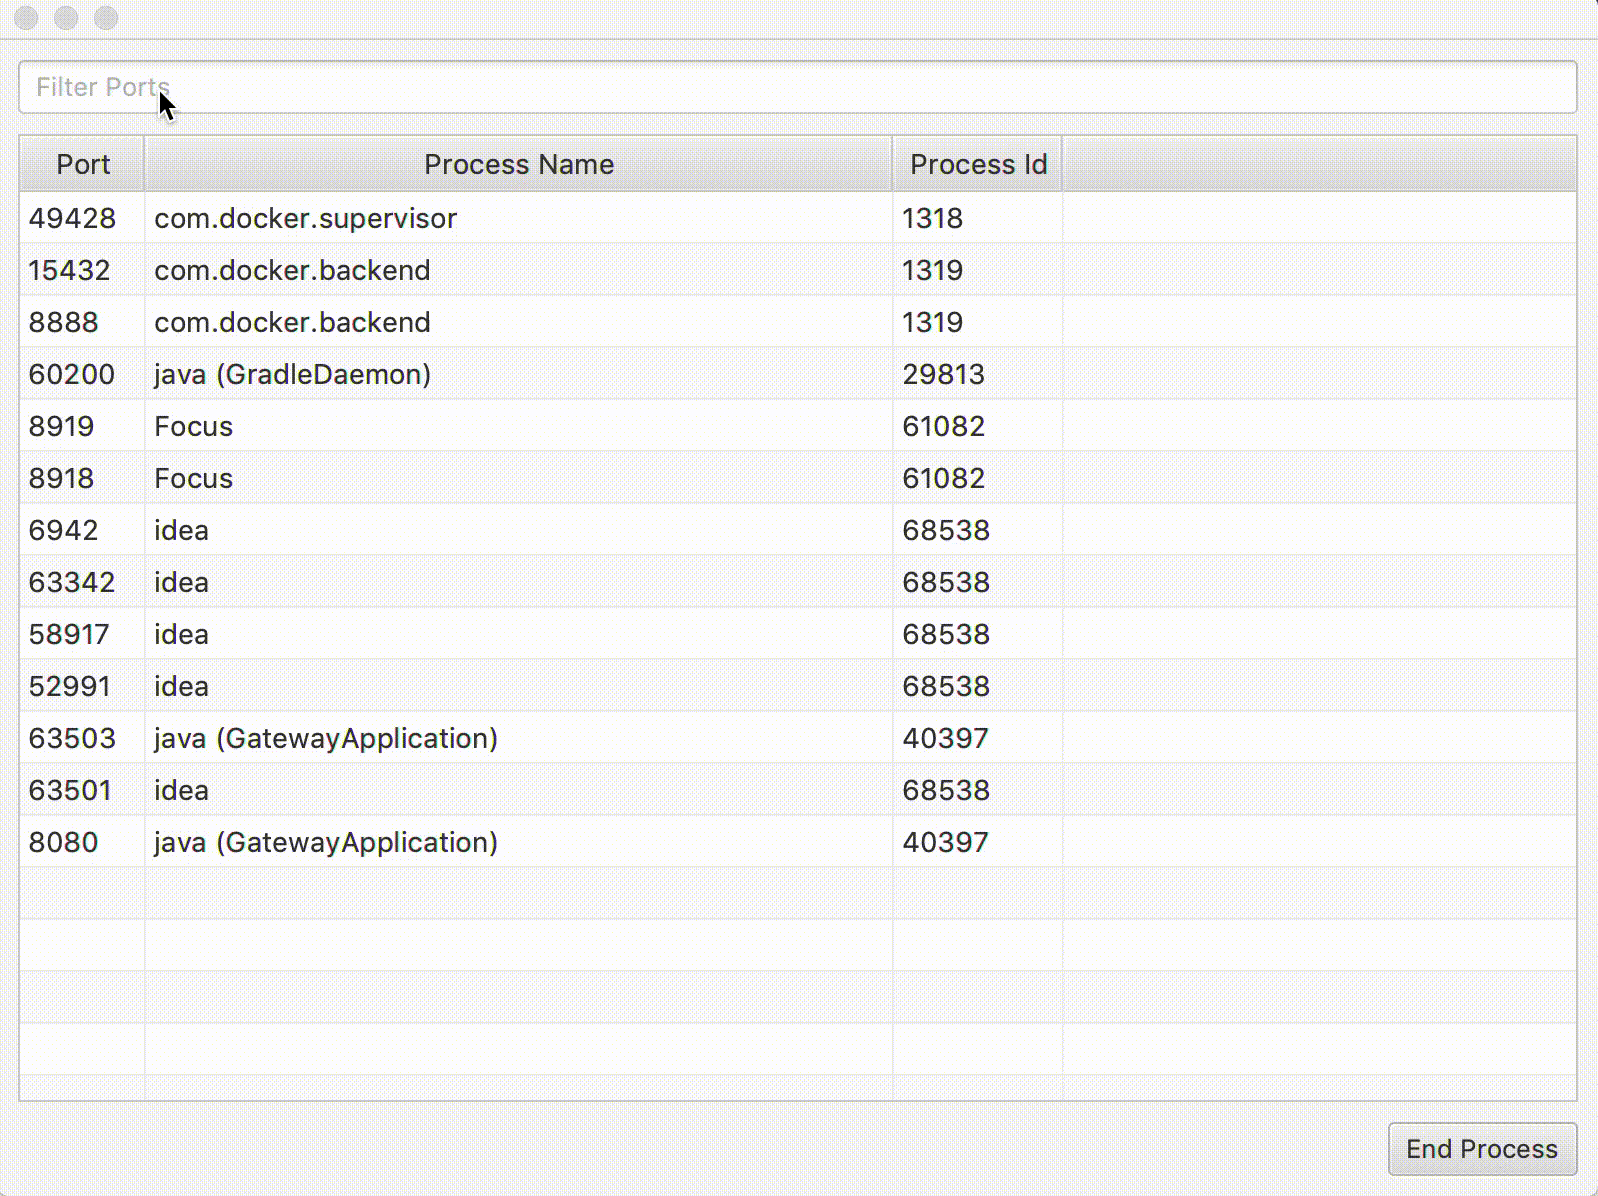 Filter Ports
Port Process Name Process Id
49428 com.docker.supervisor 1318
15432 com.docker.backend 1319
8888 com.docker.backend 1319
60200 java (GradleDaemon) 29813
8919 Focus 61082
8918 Focus 61082
6942 idea 68538
63342 idea 68538
58917 idea 68538
52991 idea 68538
63503 java (GatewayApplication) 40397
63501 idea 68538
8080 java (GatewayApplication) 40397
End Process